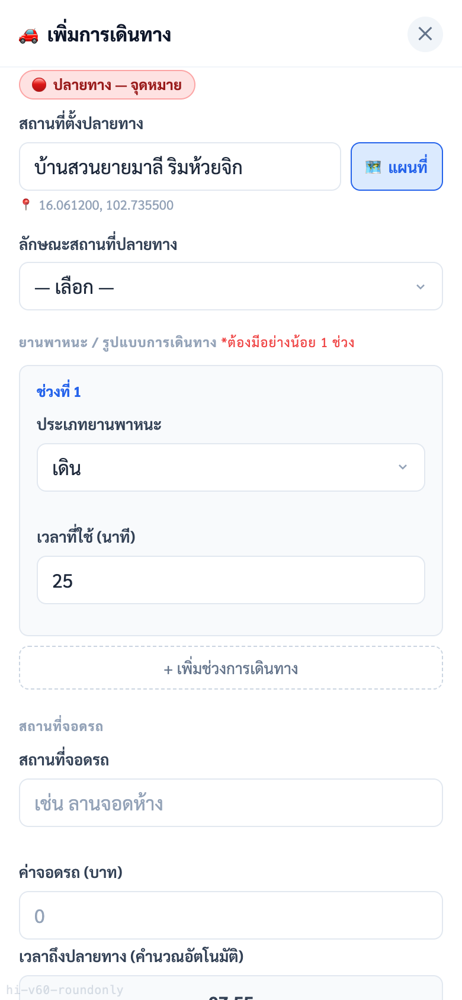 เพิ่มการเดินทาง
ปลายทาง — จุดหมาย
สถานที่ตั้งปลายทาง
บ้านสวนยายมาลี ริมห้วยจิก
แผนที่
16.061200, 102.735500
ลักษณะสถานที่ปลายทาง
— เลือก —
ยานพาหนะ / รูปแบบการเดินทาง *ต้องมีอย่างน้อย 1 ช่วง
ช่วงที่ 1
ประเภทยานพาหนะ
เดิน
เวลาที่ใช้ (นาที)
25
+ เพิ่มช่วงการเดินทาง
สถานที่จอดรถ
สถานที่จอดรถ
เช่น ลานจอดห้าง
ค่าจอดรถ (บาท)
0
เวลาถึงปลายทาง (คำนวณอัตโนมัติ)
hi-v60-roundonly